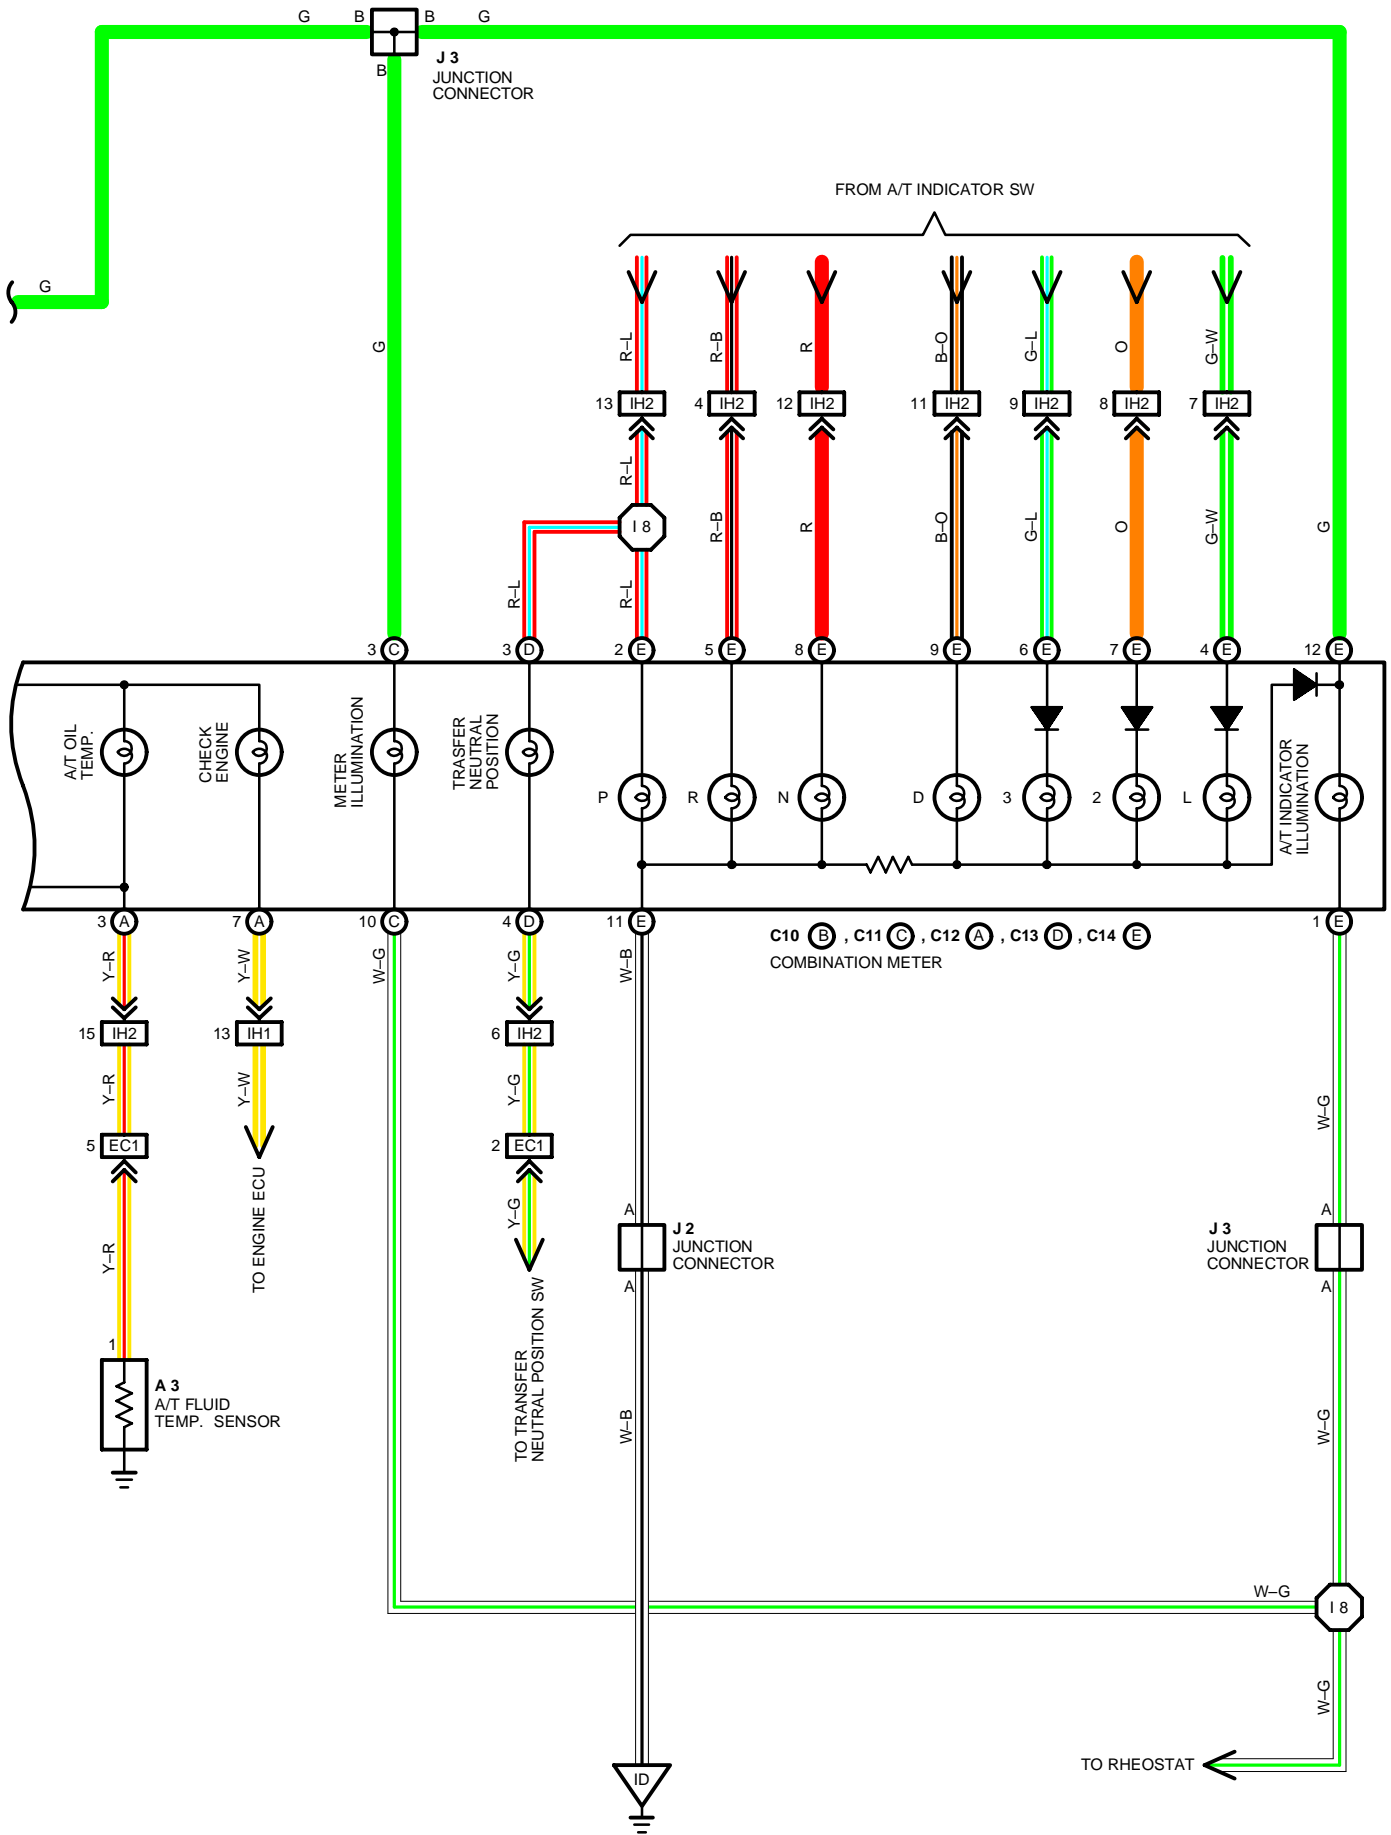 G B B G
J 3
JUNCTION
CONNECTOR
B
FROM A/T INDICATOR SW
G
G
R–L R–B R B–O G–L O G–W
13 IH2 4 IH2 12 IH2 11 IH2 9 IH2 8 IH2 7 IH2
R–L
I 8
R–B R B–O G–L O G–W G
R–L R–L
3 C 3 D 2 E 5 E 8 E 9 E 6 E 7 E 4 E 12 E
A/T OIL
TEMP.
CHECK
ENGINE
METER
ILLUMINATION
TRASFER
NEUTRAL
POSITION
P R N D 3 2 L
A/T INDICATOR
ILLUMINATION
3 A 7 A 10 C 4 D 11 E 1 E
C10 B , C11 C , C12 A , C13 D , C14 E
COMBINATION METER
Y–R Y–W W–G Y–G W–B
15 IH2 13 IH1 6 IH2
Y–R Y–W Y–G W–G
5 EC1 2 EC1
TO ENGINE ECU
Y–G
A
J 2
JUNCTION
CONNECTOR
A
A
J 3
JUNCTION
CONNECTOR
A
Y–R
TO TRANSFER
NEUTRAL POSITION SW
1
A 3
A/T FLUID
TEMP. SENSOR
W–B W–G
W–G
I 8
W–G
TO RHEOSTAT
ID